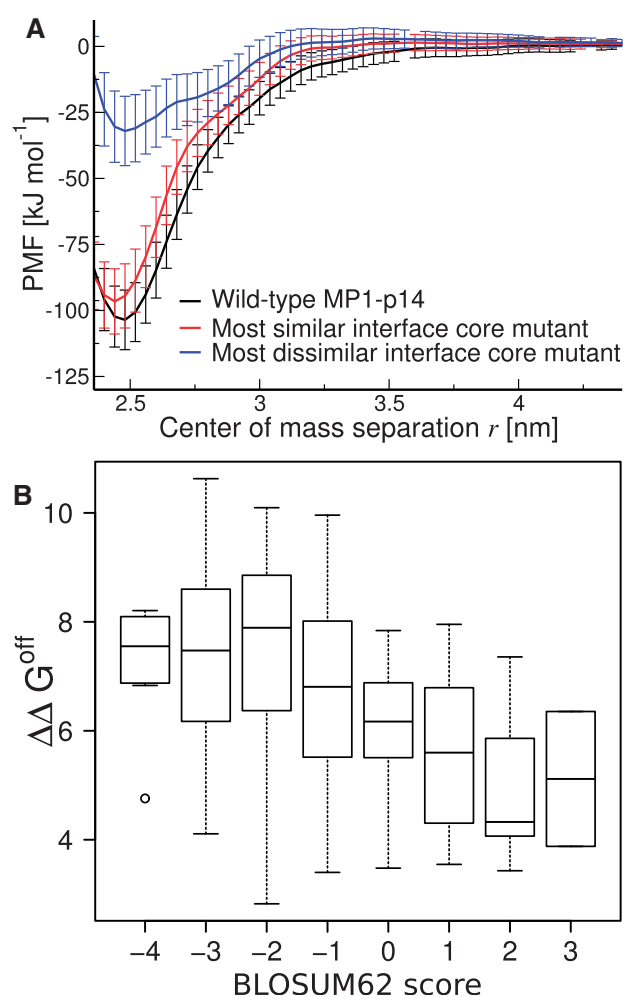 A
0
-25
-50
-75
-100
-125
PMF [kJ mol-1]
Wild-type MP1-p14
Most similar interface core mutant
Most dissimilar interface core mutant
2.5 3 3.5 4
Center of mass separation r [nm]
B
10
8
6
4
ΔΔ Goff
−4 −3 −2 −1 0 1 2 3
BLOSUM62 score